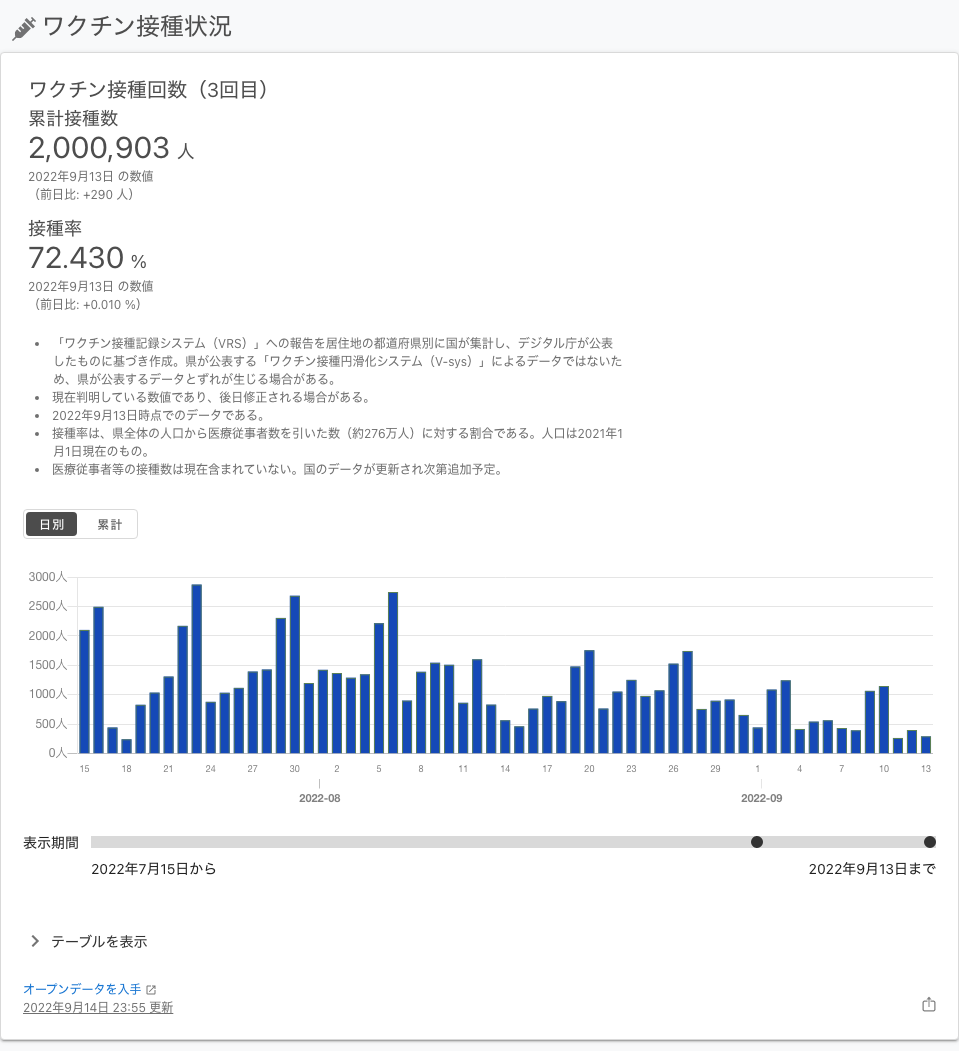 ワクチン接種状況
ワクチン接種回数（3回目）
累計接種数
2,000,903 人
2022年9月13日 の数値
（前日比: +290 人）
接種率
72.430 %
2022年9月13日 の数値
（前日比: +0.010 %）
「ワクチン接種記録システム（VRS）」への報告を居住地の都道府県別に国が集計し、デジタル庁が公表
したものに基づき作成。県が公表する「ワクチン接種円滑化システム（V-sys）」によるデータではないた
め、県が公表するデータとずれが生じる場合がある。
現在判明している数値であり、後日修正される場合がある。
2022年9月13日時点でのデータである。
接種率は、県全体の人口から医療従事者数を引いた数（約276万人）に対する割合である。人口は2021年1
月1日現在のもの。
医療従事者等の接種数は現在含まれていない。国のデータが更新され次第追加予定。
日別 累計
3000人
2500人
2000人
1500人
1000人
500人
0人
15 18 21 24 27 30 2 5 8 11 14 17 20 23 26 29 1 4 7 10 13
2022-08 2022-09
表示期間
2022年7月15日から 2022年9月13日まで
テーブルを表示
オープンデータを入手
2022年9月14日 23:55 更新